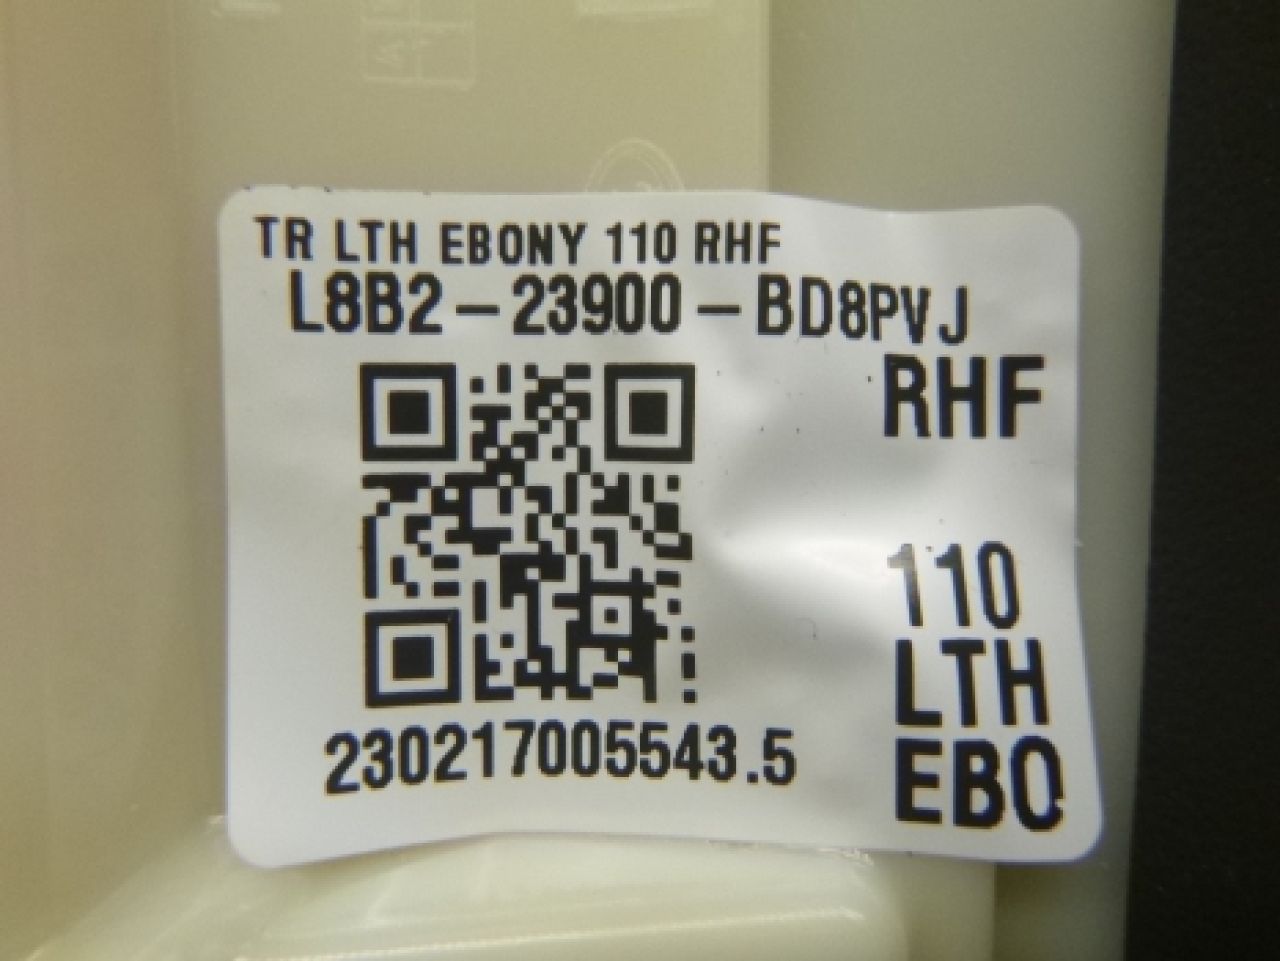 TR LTH EBONY 110 RHF
L8B2-23900-BD8PVJ
RHF
110
LTH
EBO
230217005543.5